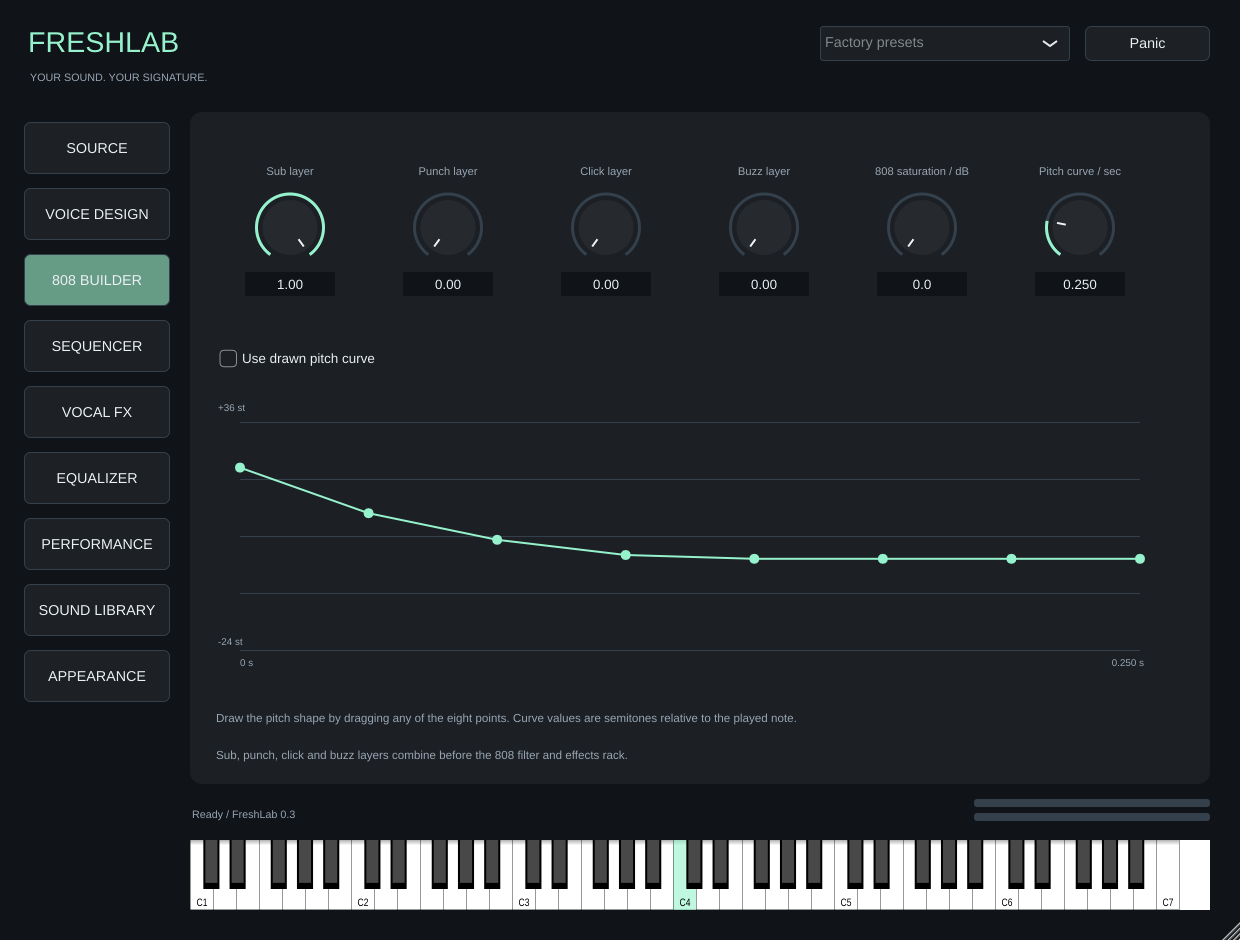 FRESHLAB
YOUR SOUND. YOUR SIGNATURE.
Factory presets
Panic
SOURCE
VOICE DESIGN
808 BUILDER
SEQUENCER
VOCAL FX
EQUALIZER
PERFORMANCE
SOUND LIBRARY
APPEARANCE
Sub layer
Punch layer
Click layer
Buzz layer
808 saturation / dB
Pitch curve / sec
1.00
0.00
0.00
0.00
0.0
0.250
Use drawn pitch curve
+36 st
-24 st
0 s
0.250 s
Draw the pitch shape by dragging any of the eight points. Curve values are semitones relative to the played note.
Sub, punch, click and buzz layers combine before the 808 filter and effects rack.
Ready / FreshLab 0.3
C1
C2
C3
C4
C5
C6
C7